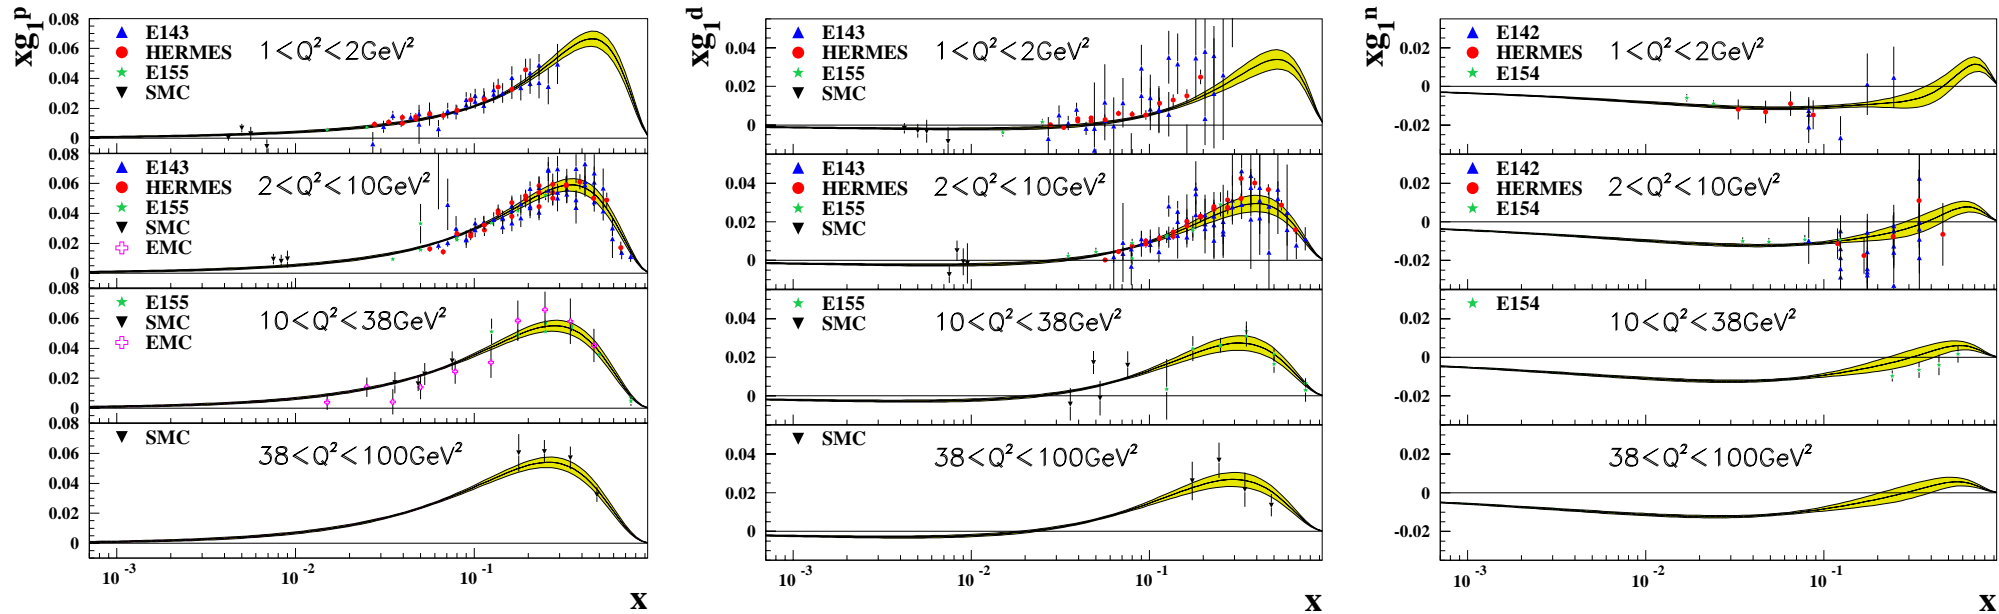 xg₁ᵖ
0.08
E143
HERMES
E155
SMC
1<Q²<2GeV²
0.06
0.04
0.02
0
0.08
E143
HERMES
E155
SMC
EMC
2<Q²<10GeV²
0.06
0.04
0.02
0
0.08
E155
SMC
EMC
10<Q²<38GeV²
0.06
0.04
0.02
0
0.08
SMC
38<Q²<100GeV²
0.06
0.04
0.02
0
10⁻³ 10⁻² 10⁻¹
x
xg₁ᵈ
E143
HERMES
E155
SMC
1<Q²<2GeV²
0.04
0.02
0
E143
HERMES
E155
SMC
2<Q²<10GeV²
0.04
0.02
0
E155
SMC
10<Q²<38GeV²
0.04
0.02
0
SMC
38<Q²<100GeV²
0.04
0.02
0
10⁻³ 10⁻² 10⁻¹
x
xg₁ⁿ
E142
HERMES
E154
1<Q²<2GeV²
0.02
0
-0.02
E142
HERMES
E154
2<Q²<10GeV²
0.02
0
-0.02
E154
10<Q²<38GeV²
0.02
0
-0.02
38<Q²<100GeV²
0.02
0
-0.02
10⁻³ 10⁻² 10⁻¹
x